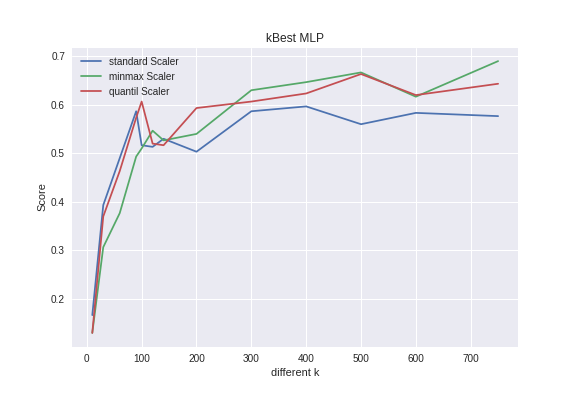 kBest MLP
standard Scaler
minmax Scaler
quantil Scaler
Score
0.7
0.6
0.5
0.4
0.3
0.2
0 100 200 300 400 500 600 700
different k